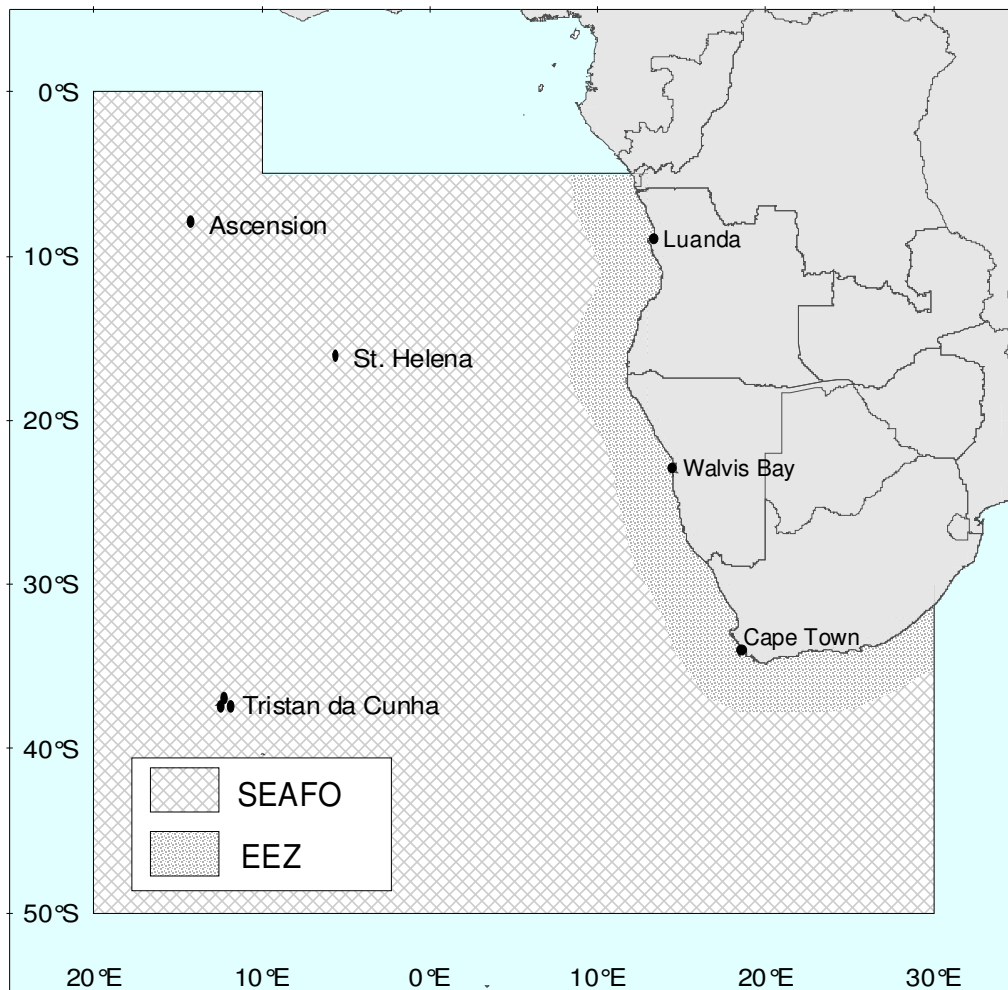 0°S
Ascension
Luanda
10°S
St. Helena
20°S
Walvis Bay
30°S
Cape Town
Tristan da Cunha
40°S
SEAFO
EEZ
50°S
20°E 10°E 0°E 10°E 20°E 30°E